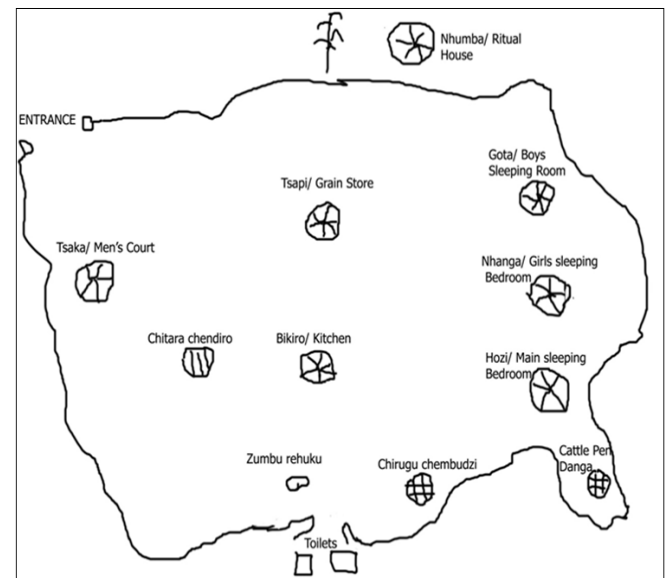 Nhumba/ Ritual
House
ENTRANCE
Gota/ Boys
Sleeping Room
Tsapi/ Grain Store
Tsaka/ Men's Court
Nhanga/ Girls sleeping
Bedroom
Chitara chendiro
Bikiro/ Kitchen
Hozi/ Main sleeping
Bedroom
Cattle Pen
Danga
Zumbu rehuku
Chirugu chembudzi
Toilets